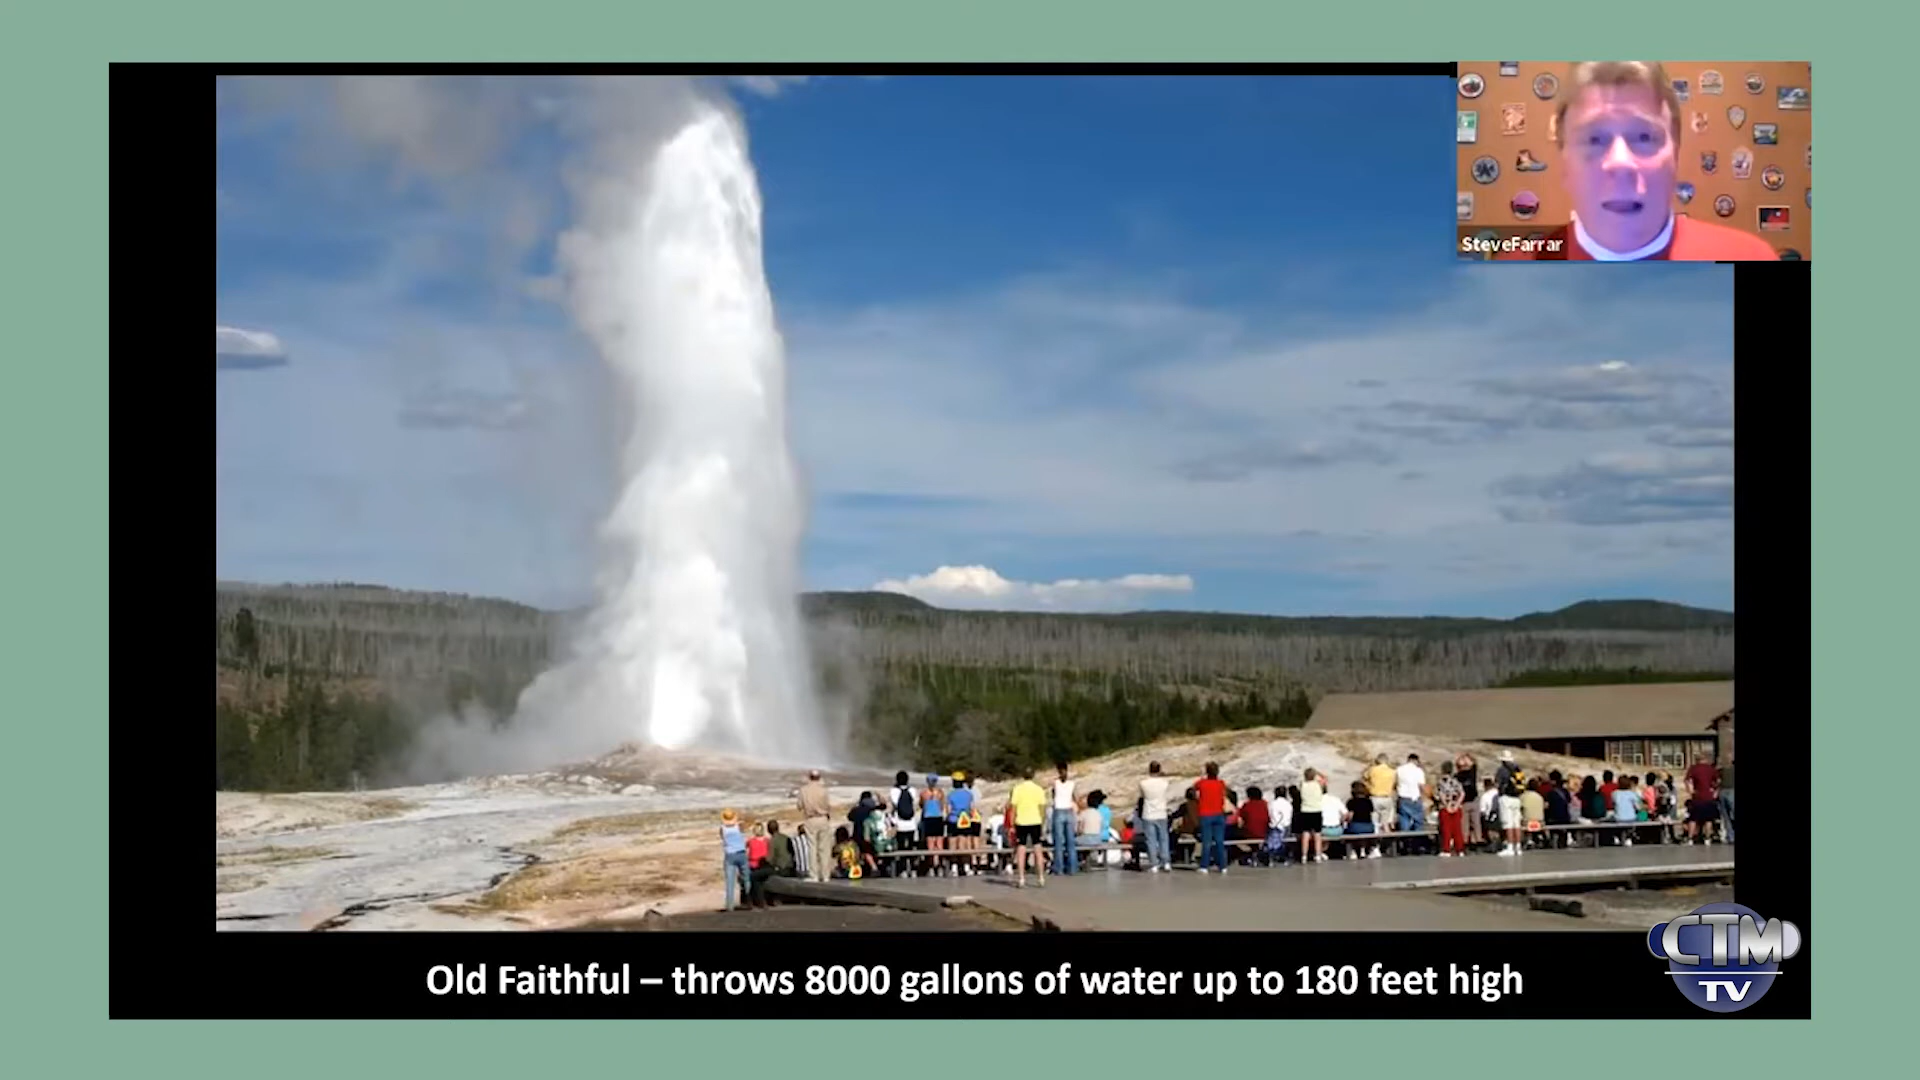 SteveFarrar
Old Faithful – throws 8000 gallons of water up to 180 feet high
CTM
TV